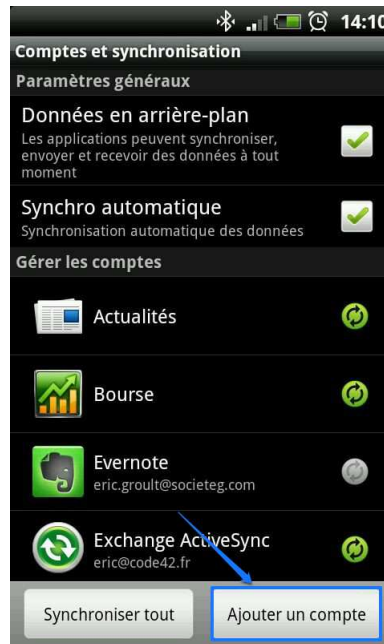 14:10
Comptes et synchronisation
Paramètres généraux
Données en arrière-plan
Les applications peuvent synchroniser,
envoyer et recevoir des données à tout
moment
Synchro automatique
Synchronisation automatique des données
Gérer les comptes
Actualités
Bourse
Evernote
eric.groult@societeg.com
Exchange ActiveSync
eric@code42.fr
Synchroniser tout
Ajouter un compte